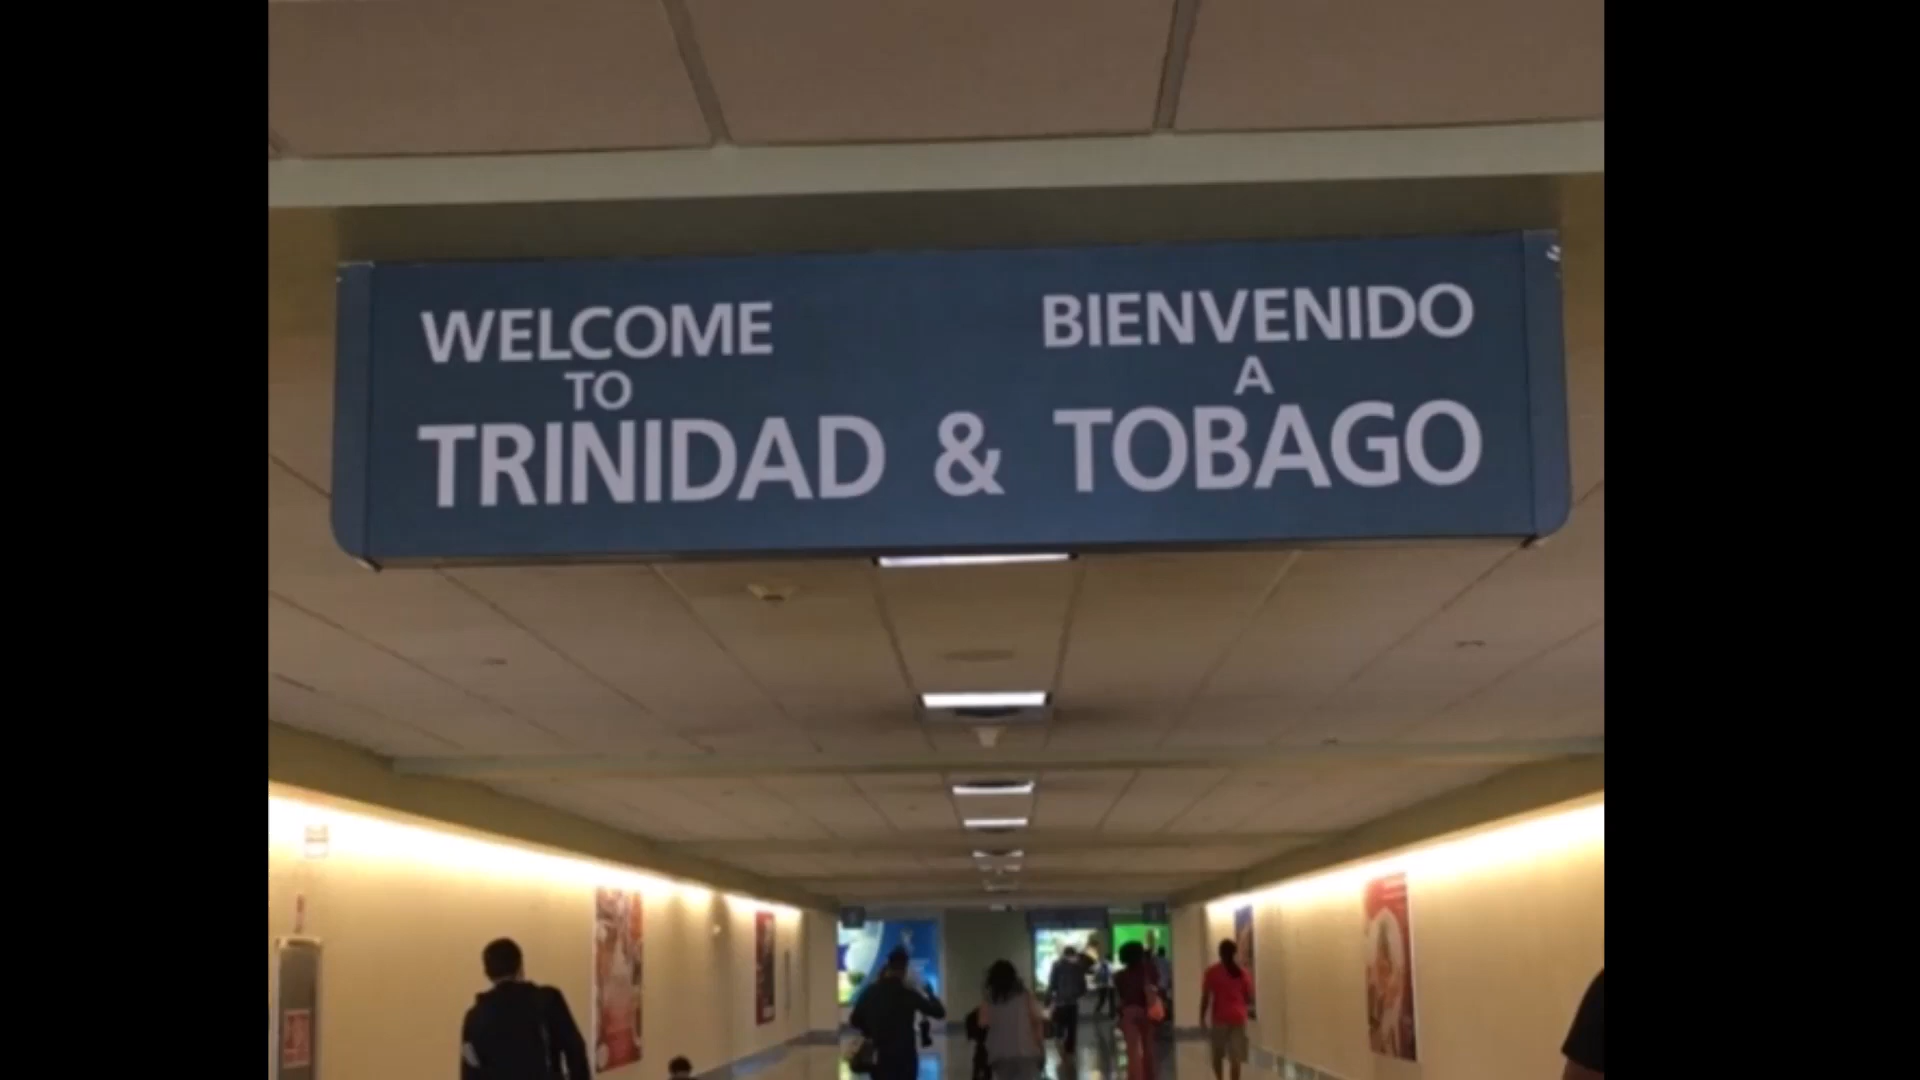 WELCOME
TO
BIENVENIDO
A
TRINIDAD & TOBAGO